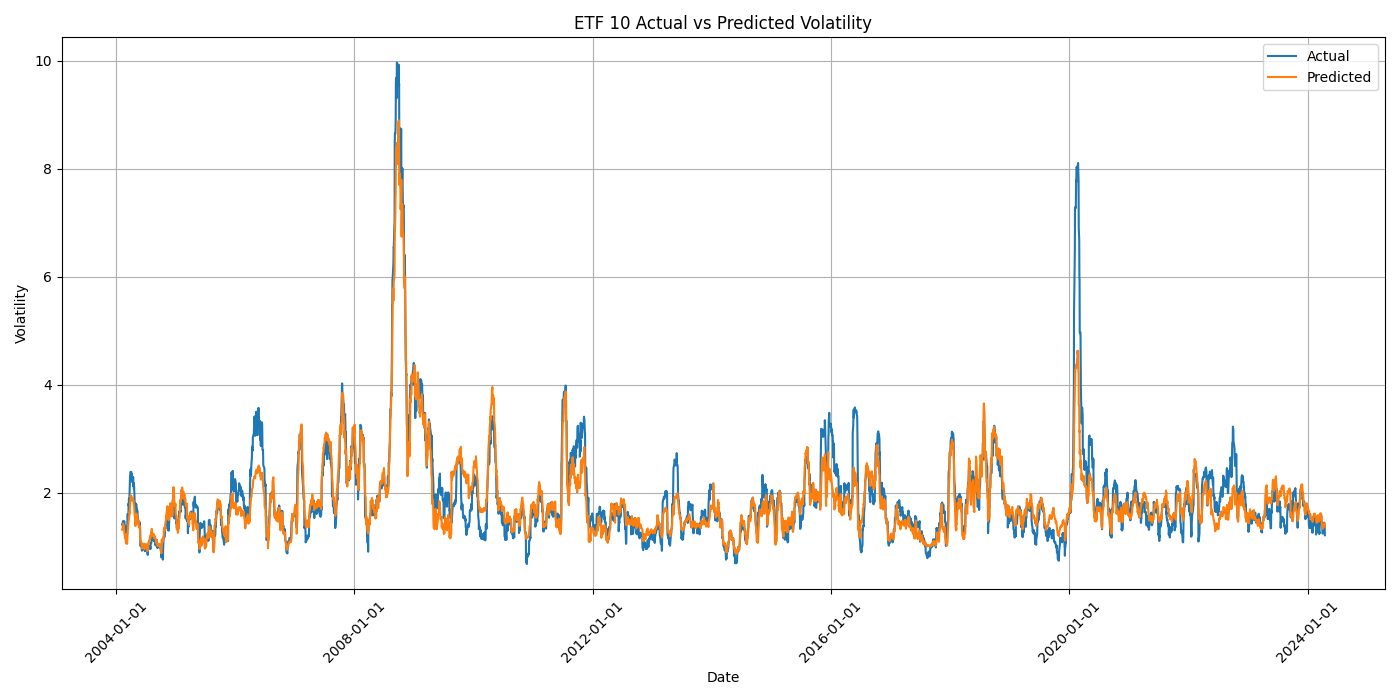 ETF 10 Actual vs Predicted Volatility
Actual
Predicted
10
8
6
4
2
Volatility
2004-01-01
2008-01-01
2012-01-01
2016-01-01
2020-01-01
2024-01-01
Date